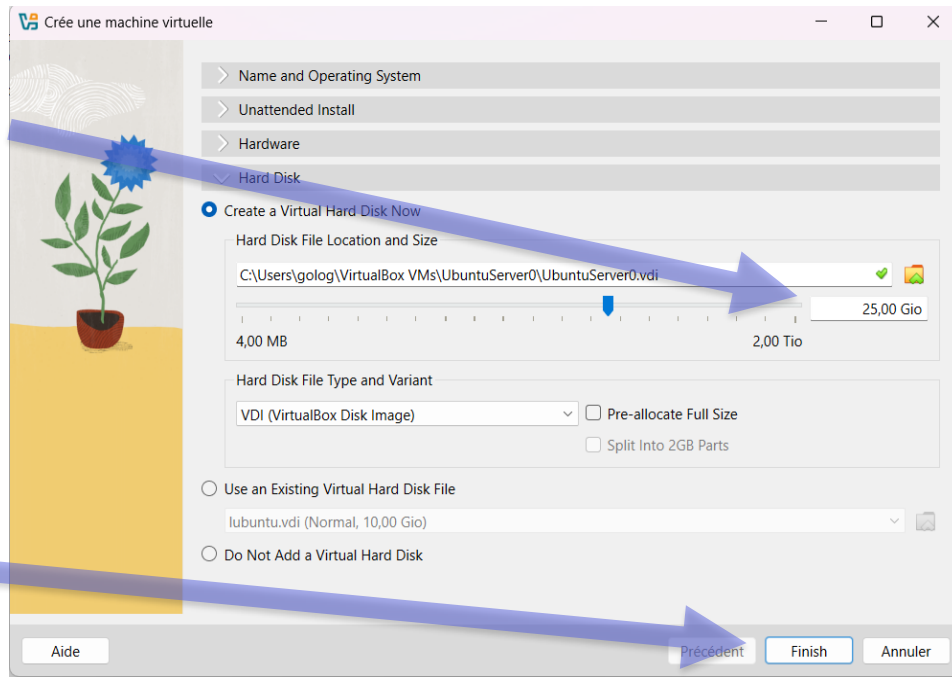 Crée une machine virtuelle
Name and Operating System
Unattended Install
Hardware
Hard Disk
Create a Virtual Hard Disk Now
Hard Disk File Location and Size
C:\Users\golog\VirtualBox VMs\UbuntuServer0\UbuntuServer0.vdi
25,00 Gio
4,00 MB 2,00 Tio
Hard Disk File Type and Variant
VDI (VirtualBox Disk Image) Pre-allocate Full Size
Split Into 2GB Parts
Use an Existing Virtual Hard Disk File
lubuntu.vdi (Normal, 10,00 Gio)
Do Not Add a Virtual Hard Disk
Aide Précédent Finish Annuler